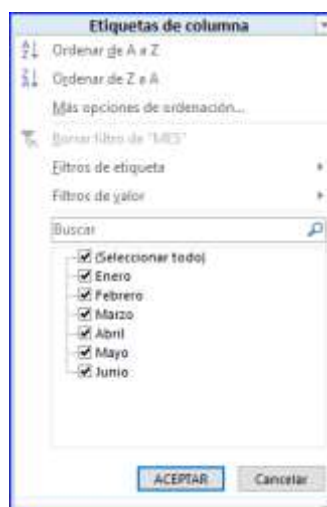 Etiquetas de columna
Ordenar de A a Z
Ordenar de Z a A
Más opciones de ordenación...
Borrar filtro de "MES"
Filtros de etiqueta
Filtros de valor
Buscar
(Seleccionar todo)
Enero
Febrero
Marzo
Abril
Mayo
Junio
ACEPTAR Cancelar